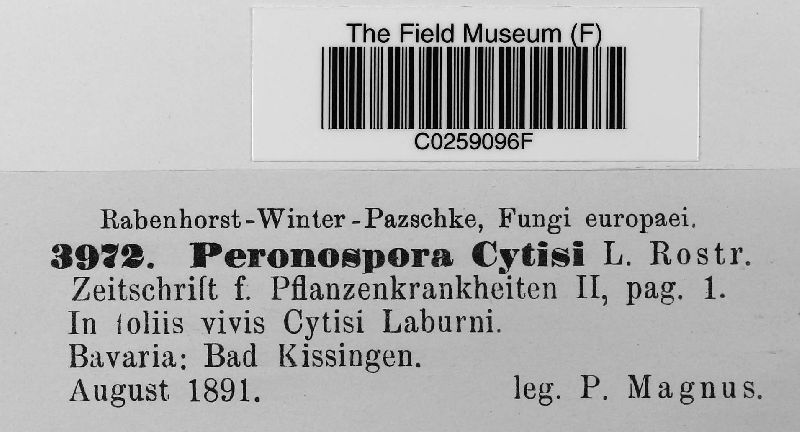 The Field Museum (F)
C0259096F
Rabenhorst-Winter-Pazschke, Fungi europaei.
3972. Peronospora Cytisi L. Rostr.
Zeitschrift f. Pflanzenkrankheiten II, pag. 1.
In foliis vivis Cytisi Laburni.
Bavaria: Bad Kissingen.
August 1891. leg. P. Magnus.